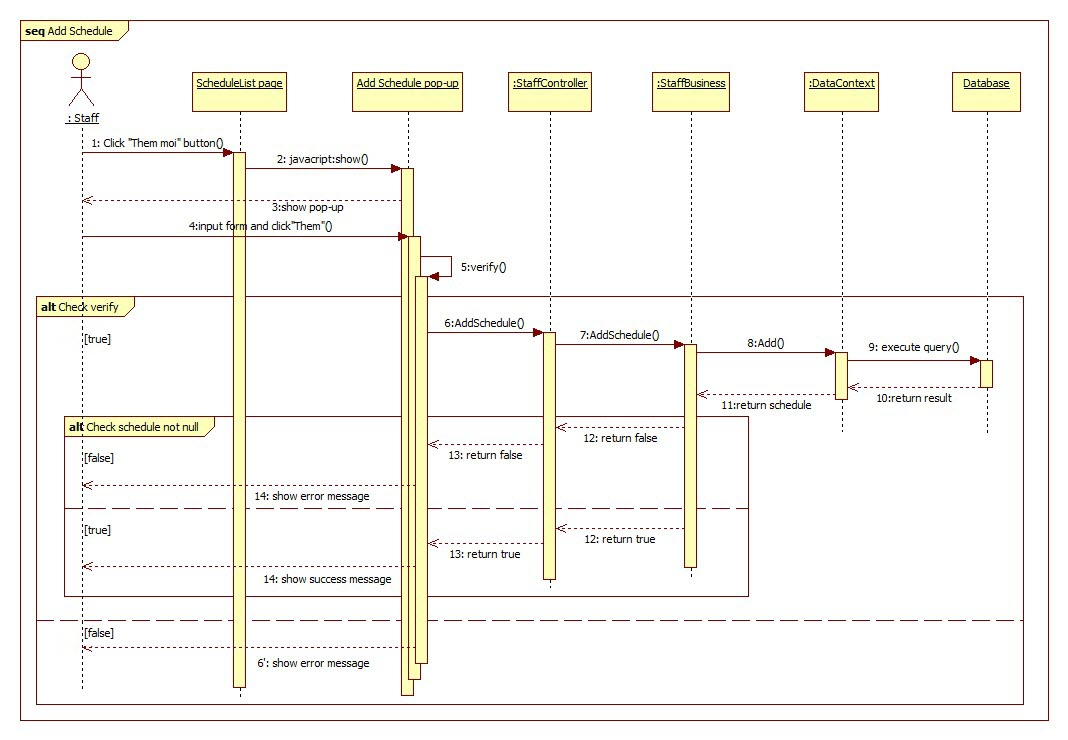 seq Add Schedule
: Staff
ScheduleList page
Add Schedule pop-up
:StaffController
:StaffBusiness
:DataContext
Database
1: Click "Them moi" button()
2: javacript:show()
3:show pop-up
4:input form and click"Them"()
5:verify()
alt Check verify
[true]
6:AddSchedule()
7:AddSchedule()
8:Add()
9: execute query()
10:return result
11:return schedule
alt Check schedule not null
12: return false
13: return false
[false]
14: show error message
[true]
12: return true
13: return true
14: show success message
[false]
6': show error message